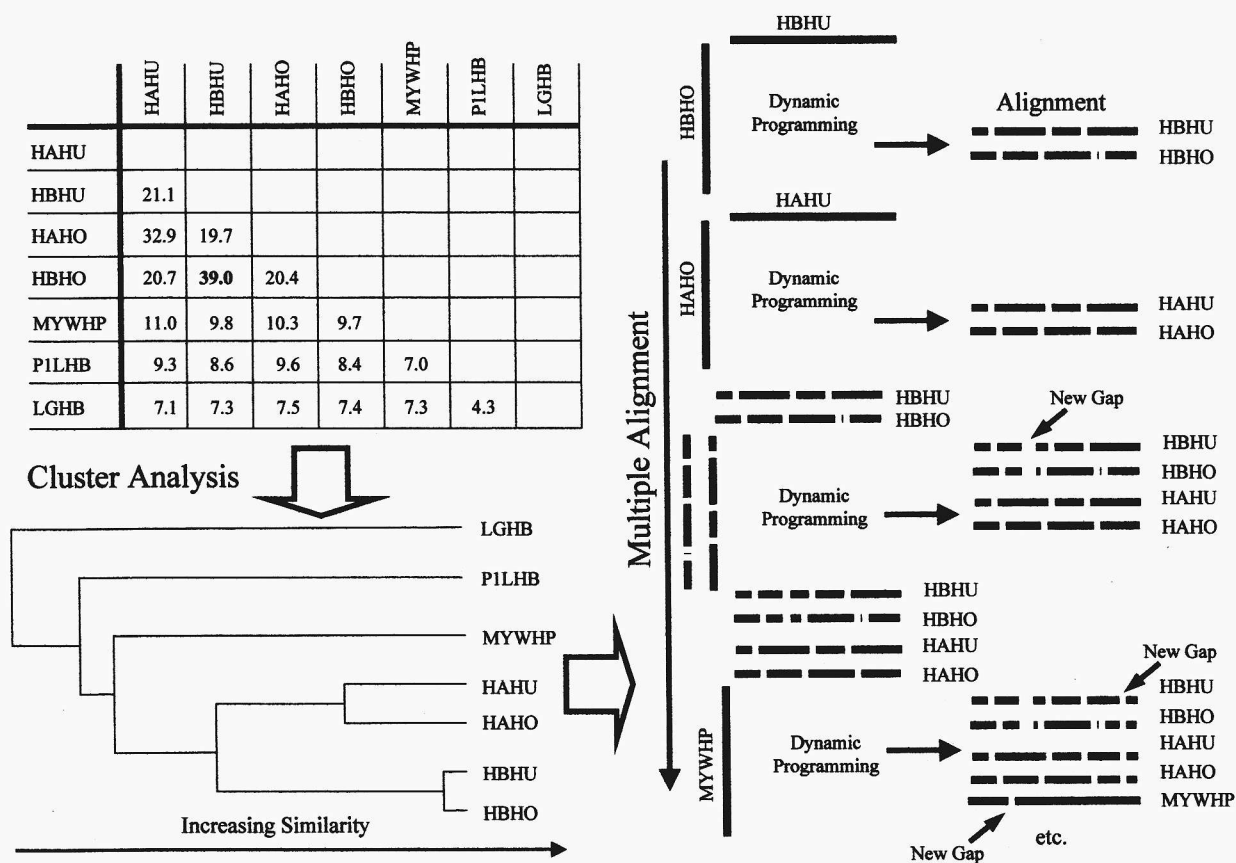 HAHU HBHU HAHO HBHO MYWHP P1LHB LGHB
HAHU
HBHU 21.1
HAHO 32.9 19.7
HBHO 20.7 39.0 20.4
MYWHP 11.0 9.8 10.3 9.7
P1LHB 9.3 8.6 9.6 8.4 7.0
LGHB 7.1 7.3 7.5 7.4 7.3 4.3
Cluster Analysis
LGHB
P1LHB
MYWHP
HAHU
HAHO
HBHU
HBHO
Increasing Similarity
Multiple Alignment
HBHU
HBHO
Dynamic
Programming
Alignment
HBHU
HBHO
HAHU
HAHO
Dynamic
Programming
HAHU
HAHO
HBHU
HBHO
Dynamic
Programming
New Gap
HBHU
HBHO
HAHU
HAHO
HBHU
HBHO
HAHU
HAHO
MYWHP
Dynamic
Programming
New Gap
HBHU
HBHO
HAHU
HAHO
MYWHP
New Gap
etc.